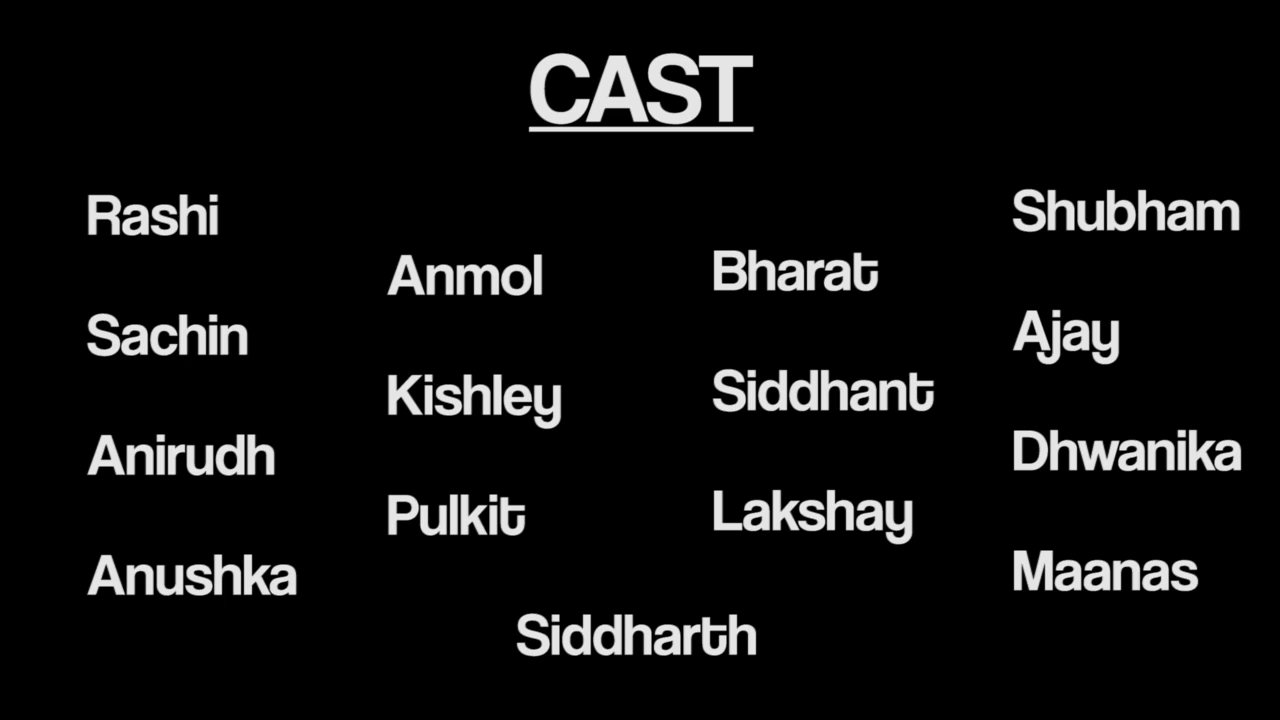 CAST
Rashi
Sachin
Anirudh
Anushka
Anmol
Kishley
Pulkit
Bharat
Siddhant
Lakshay
Shubham
Ajay
Dhwanika
Maanas
Siddharth